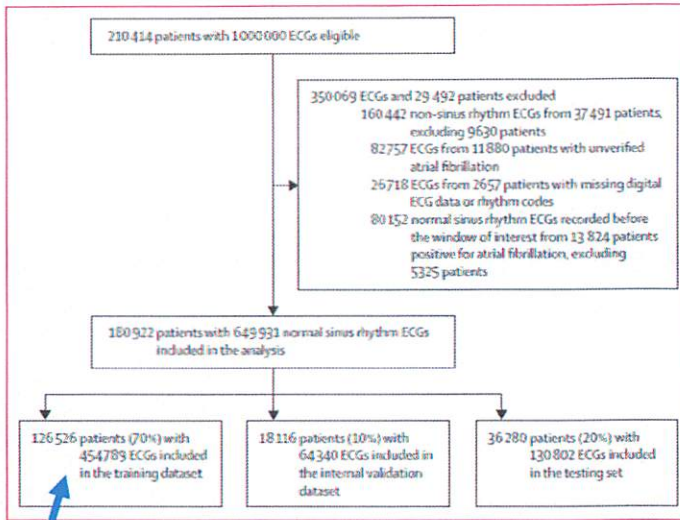 210 414 patients with 1 000 000 ECGs eligible
350 069 ECGs and 29 492 patients excluded
160 442 non-sinus rhythm ECGs from 37 491 patients,
excluding 9630 patients
82 757 ECGs from 11 880 patients with unverified
atrial fibrillation
26 718 ECGs from 2657 patients with missing digital
ECG data or rhythm codes
80 152 normal sinus rhythm ECGs recorded before
the window of interest from 13 824 patients
positive for atrial fibrillation, excluding
5325 patients
180 922 patients with 649 931 normal sinus rhythm ECGs
included in the analysis
126 526 patients (70%) with
454 789 ECGs included
in the training dataset
18 116 patients (10%) with
64 340 ECGs included in
the internal validation
dataset
36 280 patients (20%) with
130 802 ECGs included
in the testing set